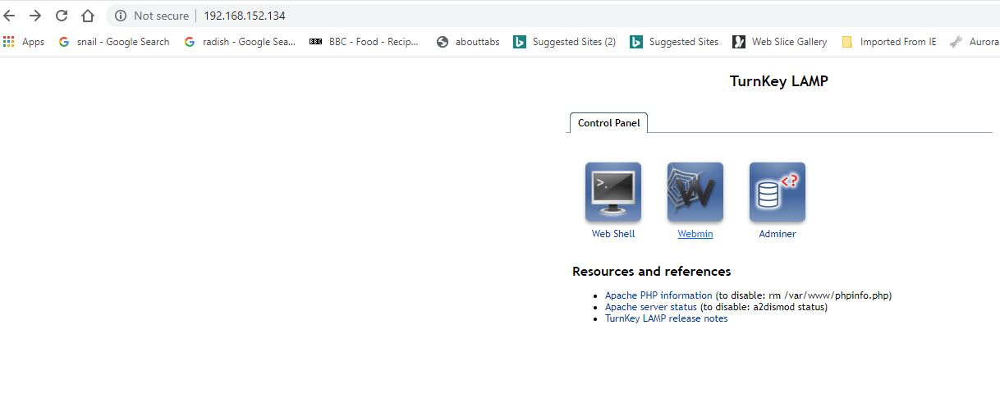 Not secure 192.168.152.134
Apps snail - Google Search radish - Google Sea... BBC BBC - Food - Recip... abouttabs Suggested Sites (2) Suggested Sites Web Slice Gallery Imported From IE Aurora
TurnKey LAMP
Control Panel
Web Shell Webmin Adminer
Resources and references
Apache PHP information (to disable: rm /var/www/phpinfo.php)
Apache server status (to disable: a2dismod status)
TurnKey LAMP release notes